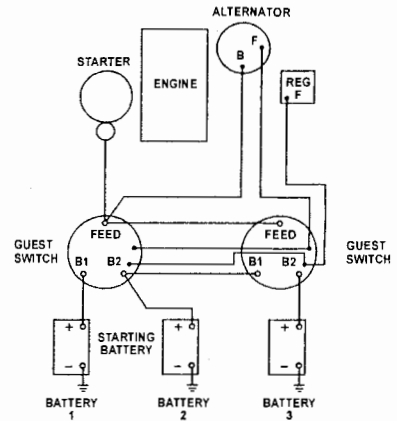 ALTERNATOR
F
B
STARTER
ENGINE
REG
F
FEED
FEED
GUEST
SWITCH
B1
B2
B1
B2
GUEST
SWITCH
+
STARTING
BATTERY
+
+
−
−
−
BATTERY
1
BATTERY
2
BATTERY
3